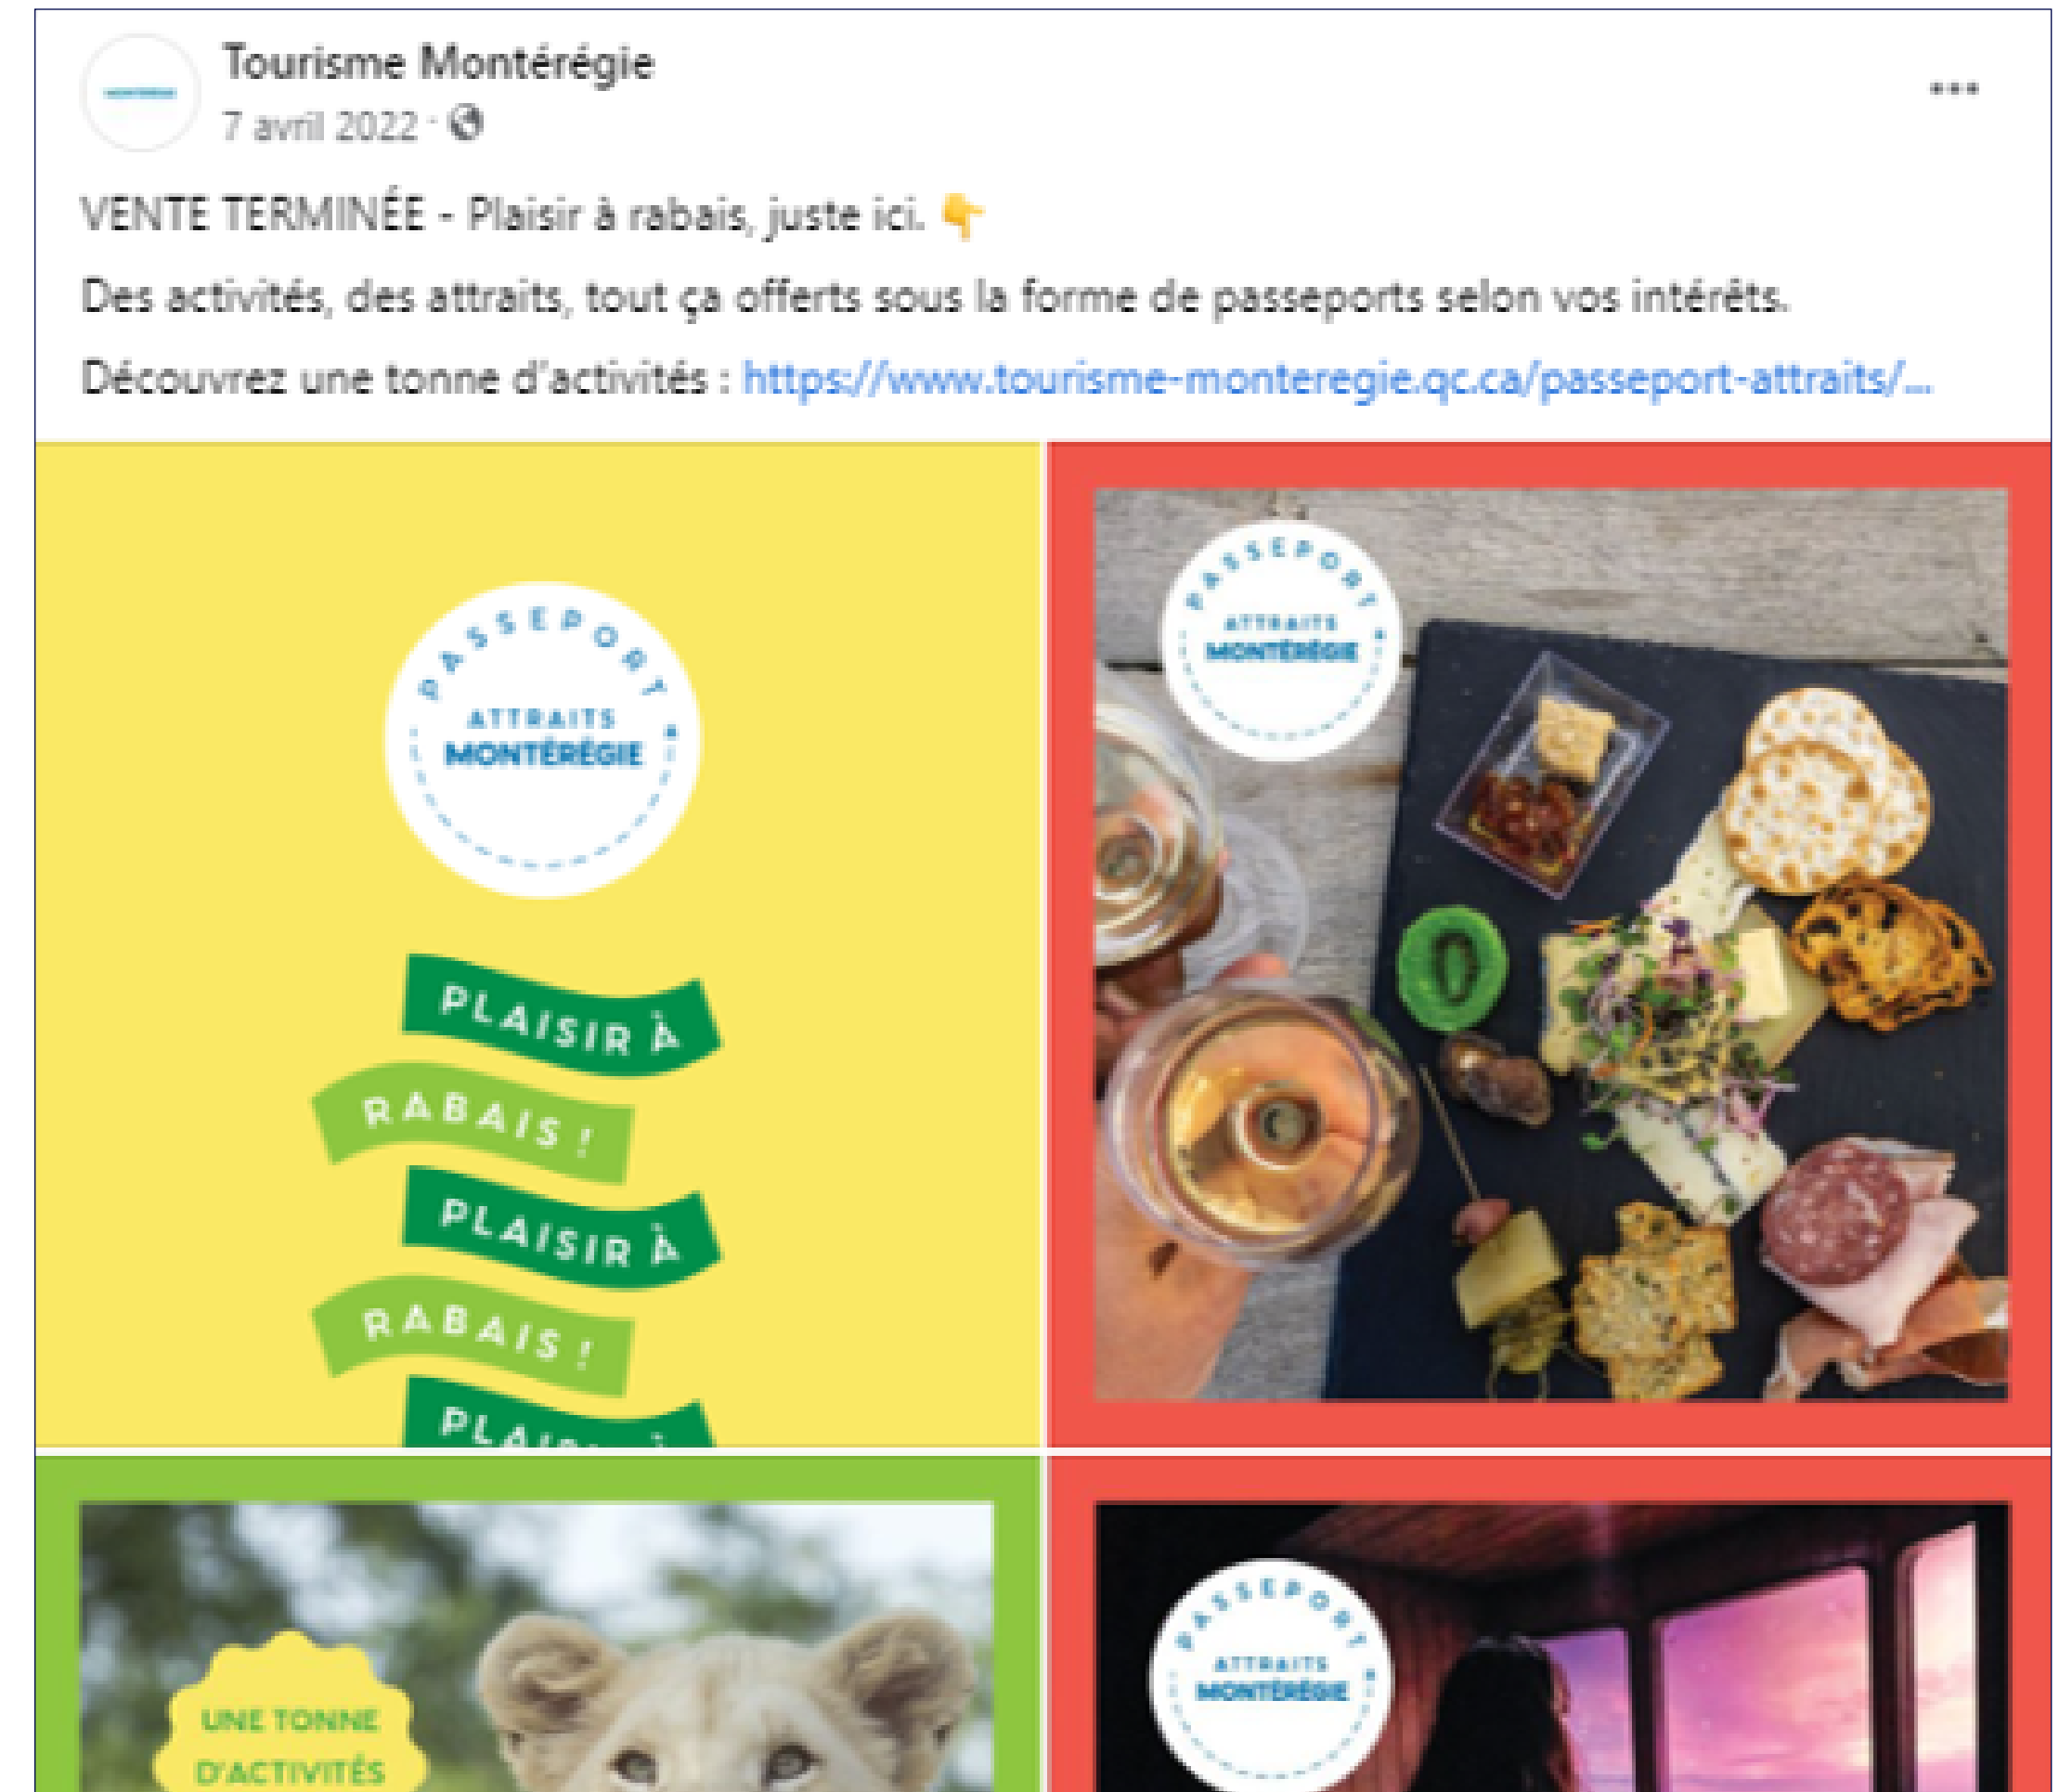 MONTÉRÉGIE
Tourisme Montérégie
7 avril 2022 ·
VENTE TERMINÉE - Plaisir à rabais, juste ici. 👇
Des activités, des attraits, tout ça offerts sous la forme de passeports selon vos intérêts.
Découvrez une tonne d'activités : https://www.tourisme-monteregie.qc.ca/passeport-attraits/...
PASSEPORT
ATTRAITS
MONTÉRÉGIE
PLAISIR À
RABAIS !
PLAISIR À
RABAIS !
PLAISIR À
PASSEPORT
ATTRAITS
MONTÉRÉGIE
UNE TONNE
D'ACTIVITÉS
PASSEPORT
ATTRAITS
MONTÉRÉGIE